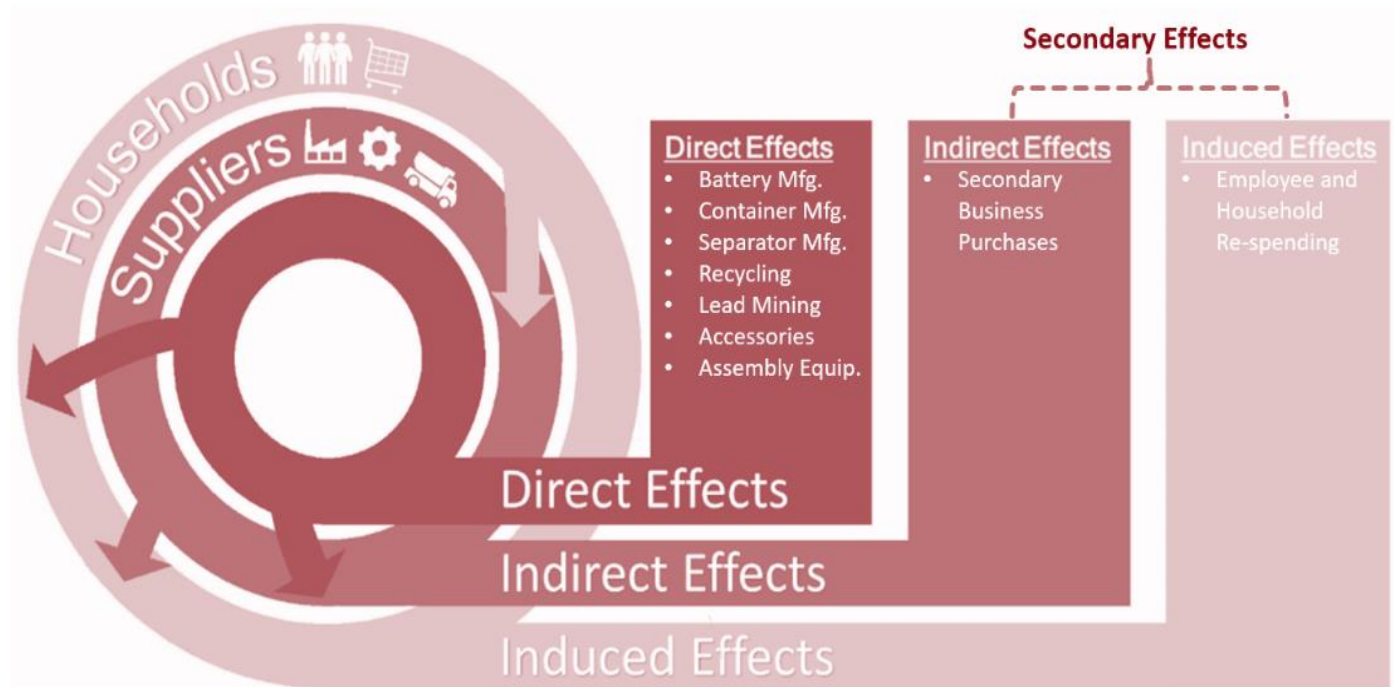 Secondary Effects
Households
Suppliers
Direct Effects
• Battery Mfg.
• Container Mfg.
• Separator Mfg.
• Recycling
• Lead Mining
• Accessories
• Assembly Equip.
Indirect Effects
• Secondary
Business
Purchases
Induced Effects
• Employee and
Household
Re-spending
Direct Effects
Indirect Effects
Induced Effects